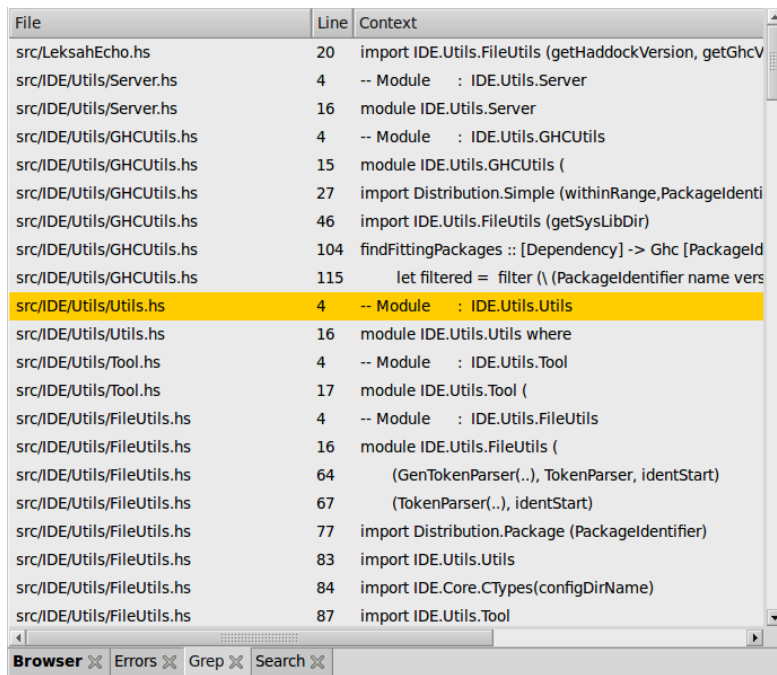 File Line Context
src/LeksahEcho.hs 20 import IDE.Utils.FileUtils (getHaddockVersion, getGhcV
src/IDE/Utils/Server.hs 4 -- Module : IDE.Utils.Server
src/IDE/Utils/Server.hs 16 module IDE.Utils.Server
src/IDE/Utils/GHCUtils.hs 4 -- Module : IDE.Utils.GHCUtils
src/IDE/Utils/GHCUtils.hs 15 module IDE.Utils.GHCUtils (
src/IDE/Utils/GHCUtils.hs 27 import Distribution.Simple (withinRange,PackageIdenti
src/IDE/Utils/GHCUtils.hs 46 import IDE.Utils.FileUtils (getSysLibDir)
src/IDE/Utils/GHCUtils.hs 104 findFittingPackages :: [Dependency] -> Ghc [PackageId
src/IDE/Utils/GHCUtils.hs 115 let filtered = filter (\ (PackageIdentifier name vers
src/IDE/Utils/Utils.hs 4 -- Module : IDE.Utils.Utils
src/IDE/Utils/Utils.hs 16 module IDE.Utils.Utils where
src/IDE/Utils/Tool.hs 4 -- Module : IDE.Utils.Tool
src/IDE/Utils/Tool.hs 17 module IDE.Utils.Tool (
src/IDE/Utils/FileUtils.hs 4 -- Module : IDE.Utils.FileUtils
src/IDE/Utils/FileUtils.hs 16 module IDE.Utils.FileUtils (
src/IDE/Utils/FileUtils.hs 64 (GenTokenParser(..), TokenParser, identStart)
src/IDE/Utils/FileUtils.hs 67 (TokenParser(..), identStart)
src/IDE/Utils/FileUtils.hs 77 import Distribution.Package (PackageIdentifier)
src/IDE/Utils/FileUtils.hs 83 import IDE.Utils.Utils
src/IDE/Utils/FileUtils.hs 84 import IDE.Core.CTypes(configDirName)
src/IDE/Utils/FileUtils.hs 87 import IDE.Utils.Tool
Browser Errors Grep Search